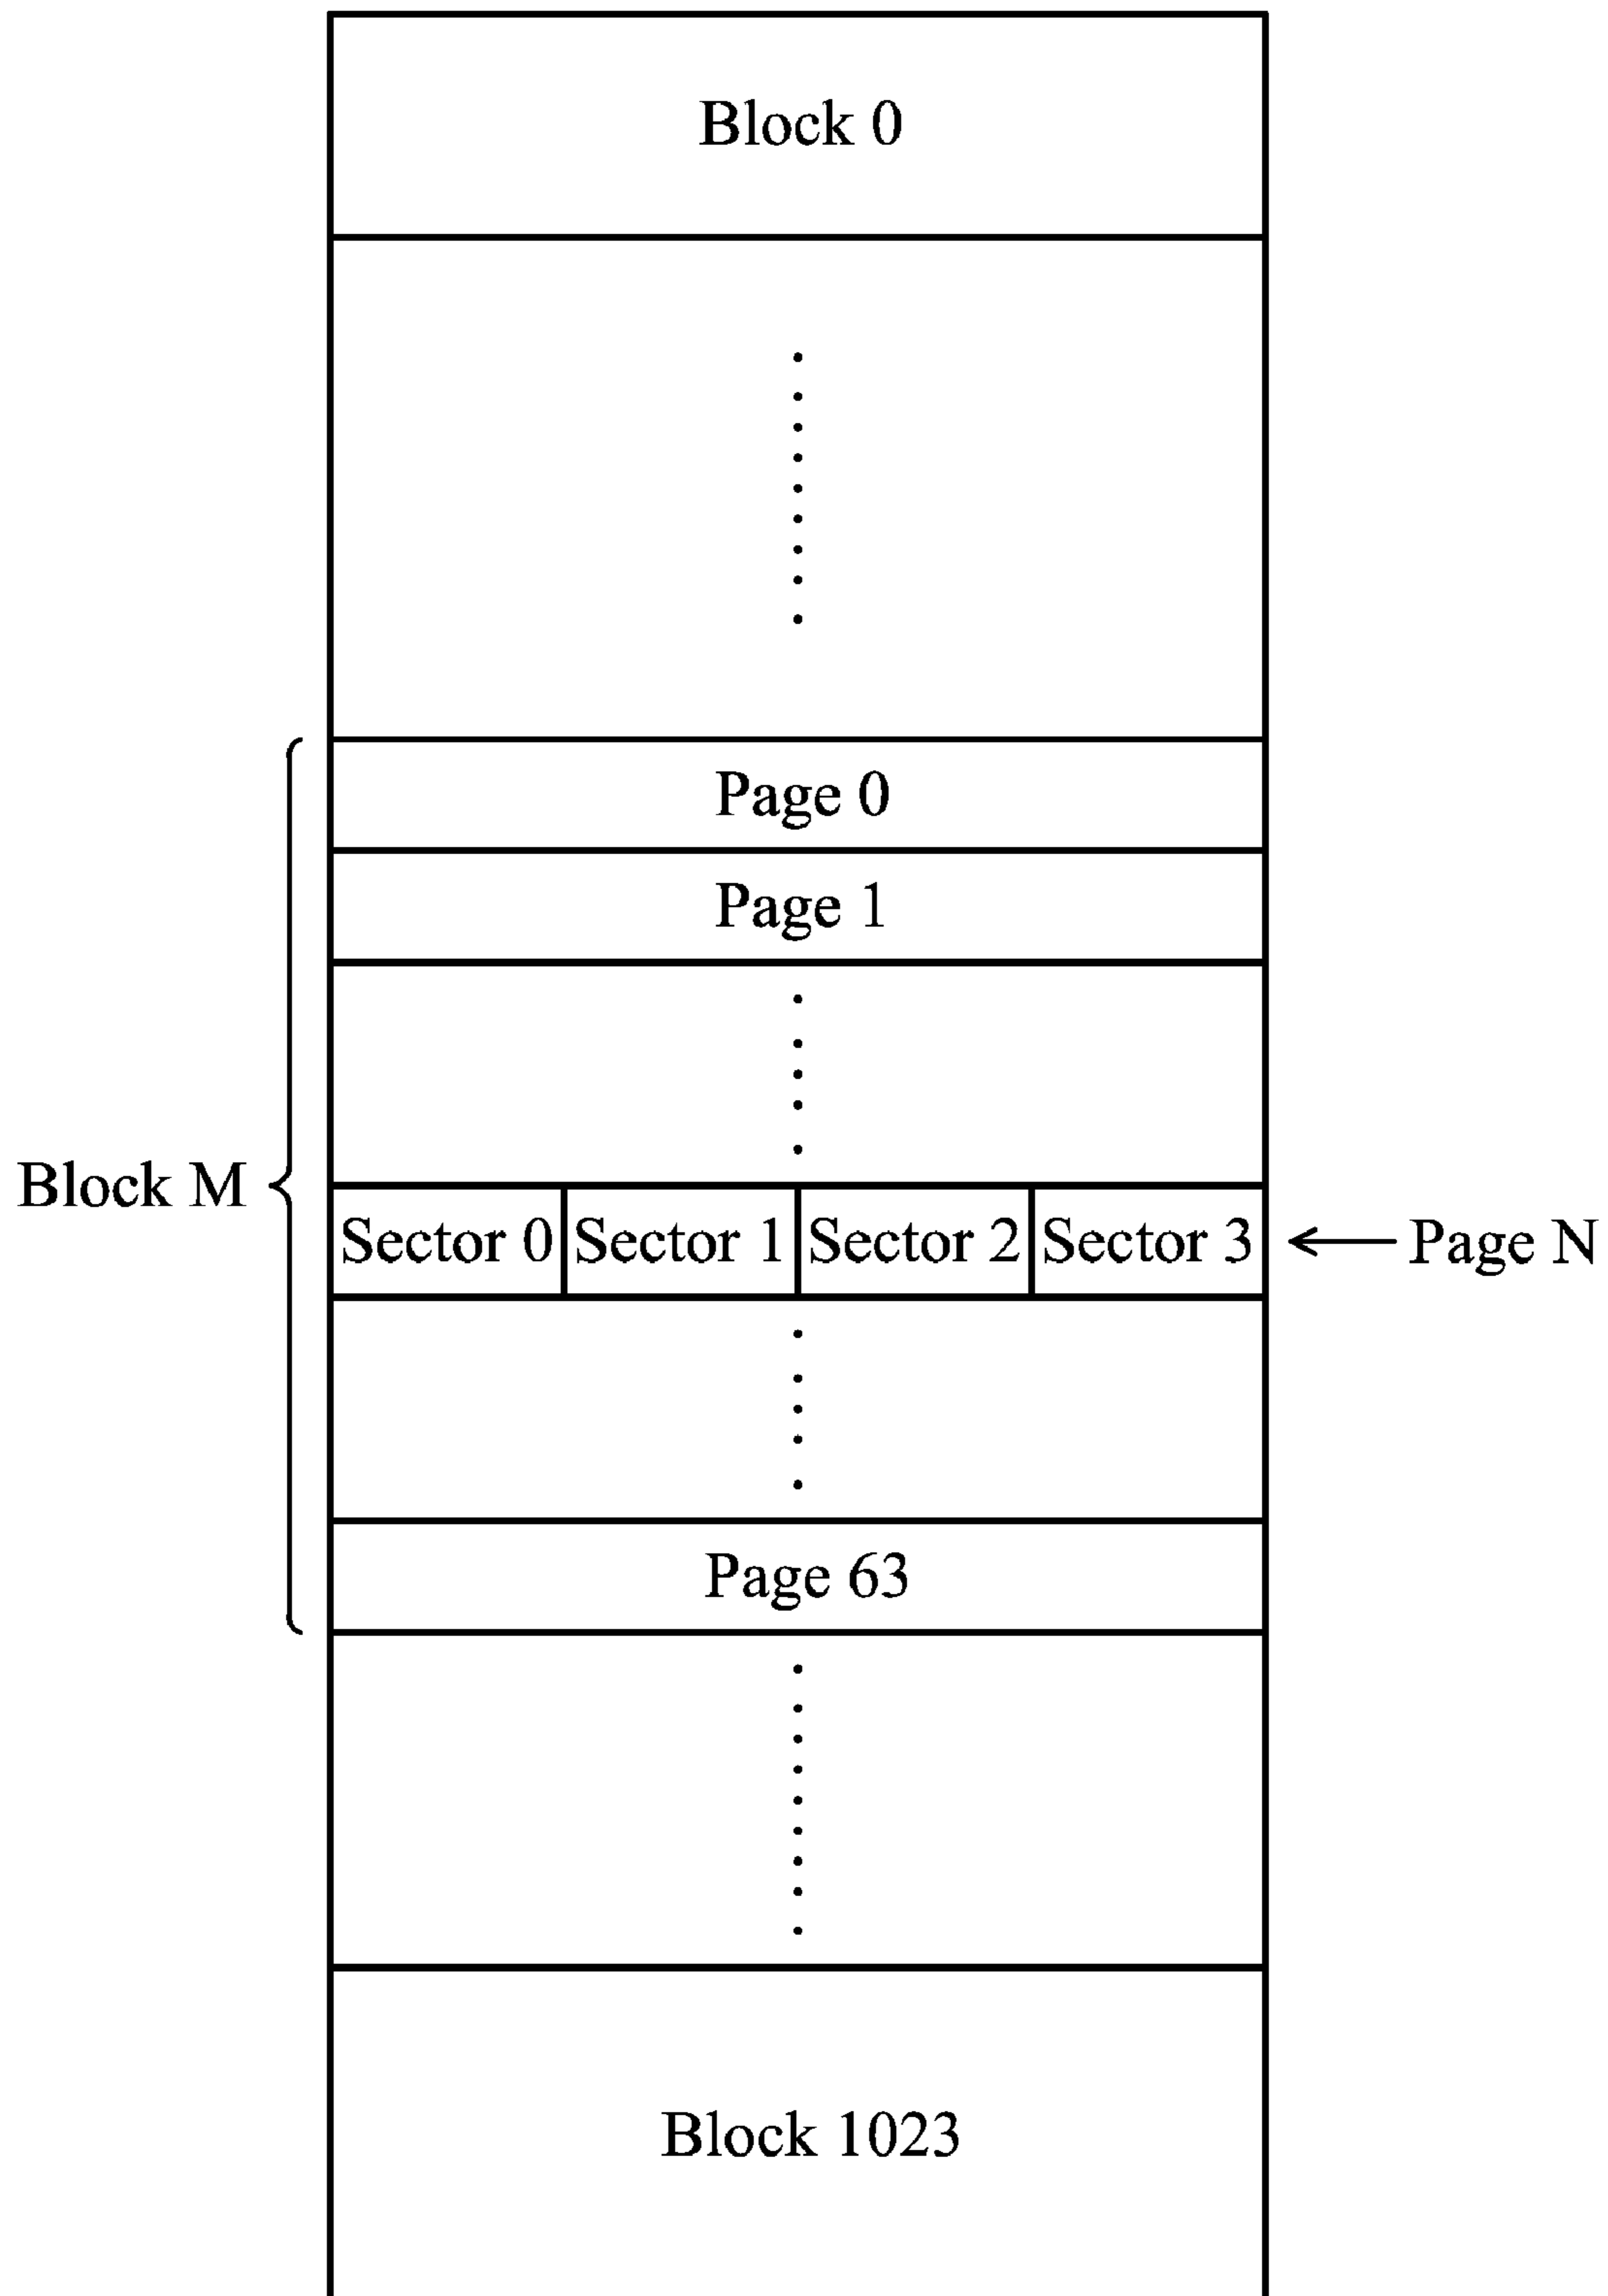 Block 0
Page 0
Page 1
Block M
Sector 0 Sector 1 Sector 2 Sector 3
Page N
Page 63
Block 1023